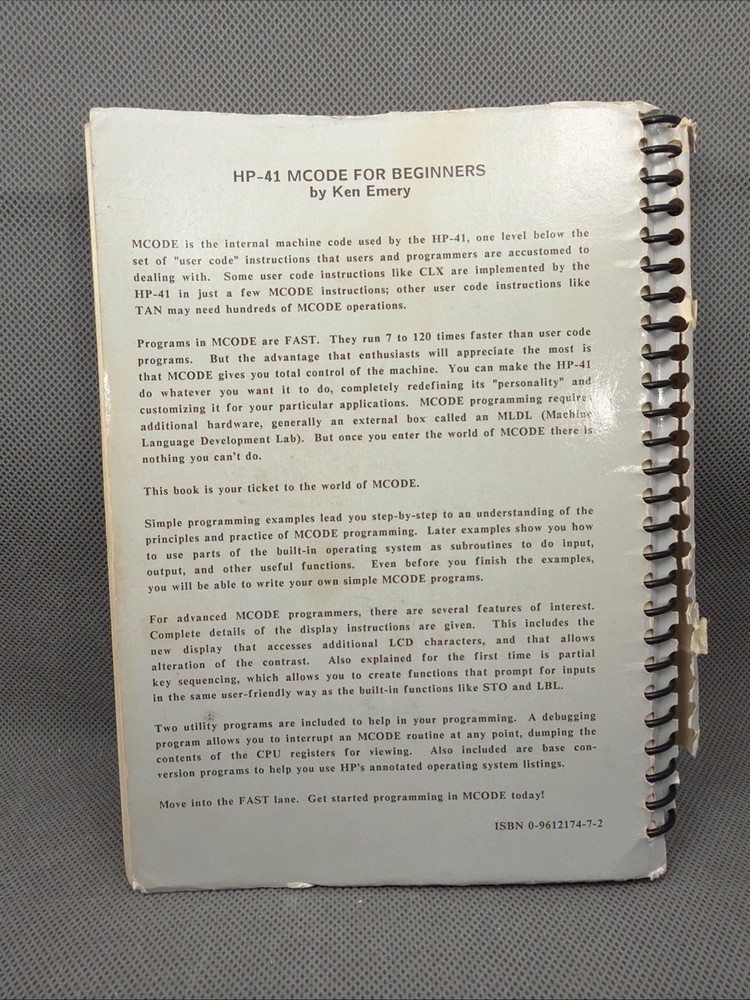 HP-41 MCODE FOR BEGINNERS
by Ken Emery
MCODE is the internal machine code used by the HP-41, one level below the
set of "user code" instructions that users and programmers are accustomed to
dealing with. Some user code instructions like CLX are implemented by the
HP-41 in just a few MCODE instructions; other user code instructions like
TAN may need hundreds of MCODE operations.
Programs in MCODE are FAST. They run 7 to 120 times faster than user code
programs. But the advantage that enthusiasts will appreciate the most is
that MCODE gives you total control of the machine. You can make the HP-41
do whatever you want it to do, completely redefining its "personality" and
customizing it for your particular applications. MCODE programming requires
additional hardware, generally an external box called an MLDL (Machine
Language Development Lab). But once you enter the world of MCODE there is
nothing you can't do.
This book is your ticket to the world of MCODE.
Simple programming examples lead you step-by-step to an understanding of the
principles and practice of MCODE programming. Later examples show you how
to use parts of the built-in operating system as subroutines to do input,
output, and other useful functions. Even before you finish the examples,
you will be able to write your own simple MCODE programs.
For advanced MCODE programmers, there are several features of interest.
Complete details of the display instructions are given. This includes the
new display that accesses additional LCD characters, and that allows
alteration of the contrast. Also explained for the first time is partial
key sequencing, which allows you to create functions that prompt for inputs
in the same user-friendly way as the built-in functions like STO and LBL.
Two utility programs are included to help in your programming. A debugging
program allows you to interrupt an MCODE routine at any point, dumping the
contents of the CPU registers for viewing. Also included are base con-
version programs to help you use HP's annotated operating system listings.
Move into the FAST lane. Get started programming in MCODE today!
ISBN 0-9612174-7-2